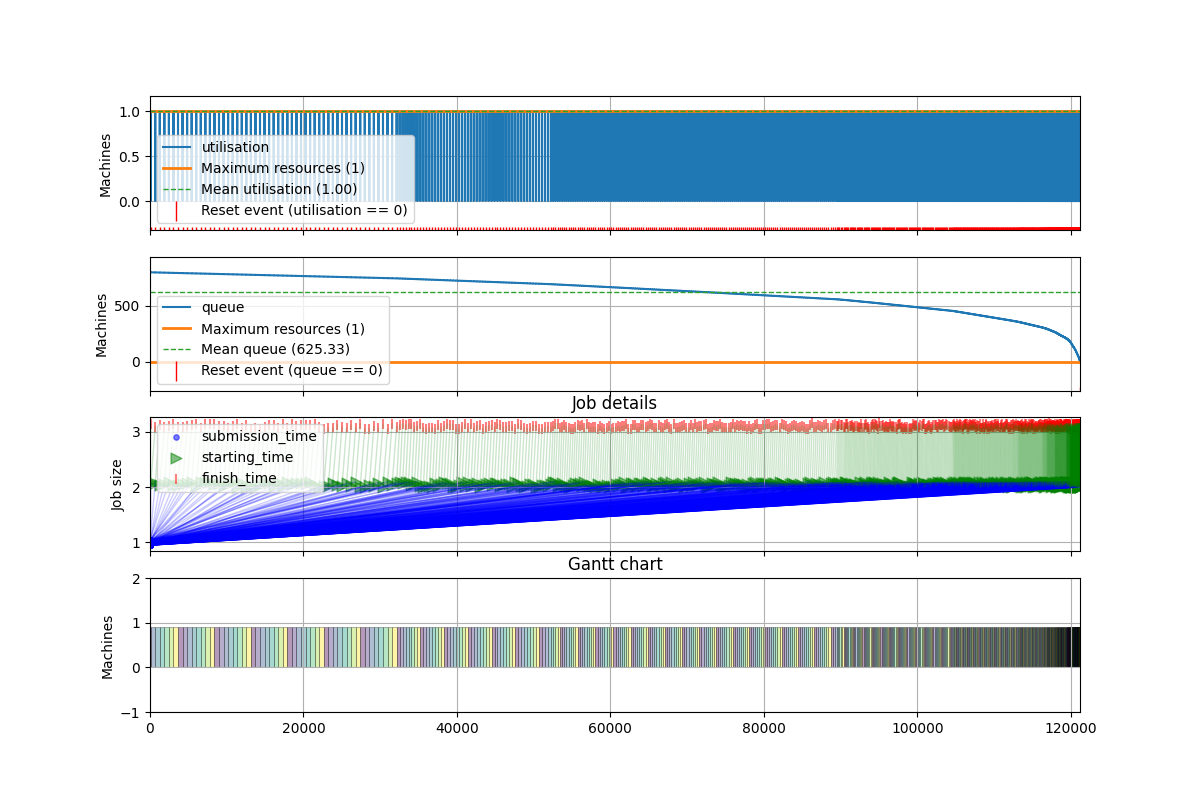 1.0
0.5
0.0
Machines
utilisation
Maximum resources (1)
Mean utilisation (1.00)
Reset event (utilisation == 0)
500
0
Machines
queue
Maximum resources (1)
Mean queue (625.33)
Reset event (queue == 0)
Job details
3
2
1
Job size
submission_time
starting_time
finish_time
Gantt chart
2
1
0
−1
Machines
0 20000 40000 60000 80000 100000 120000